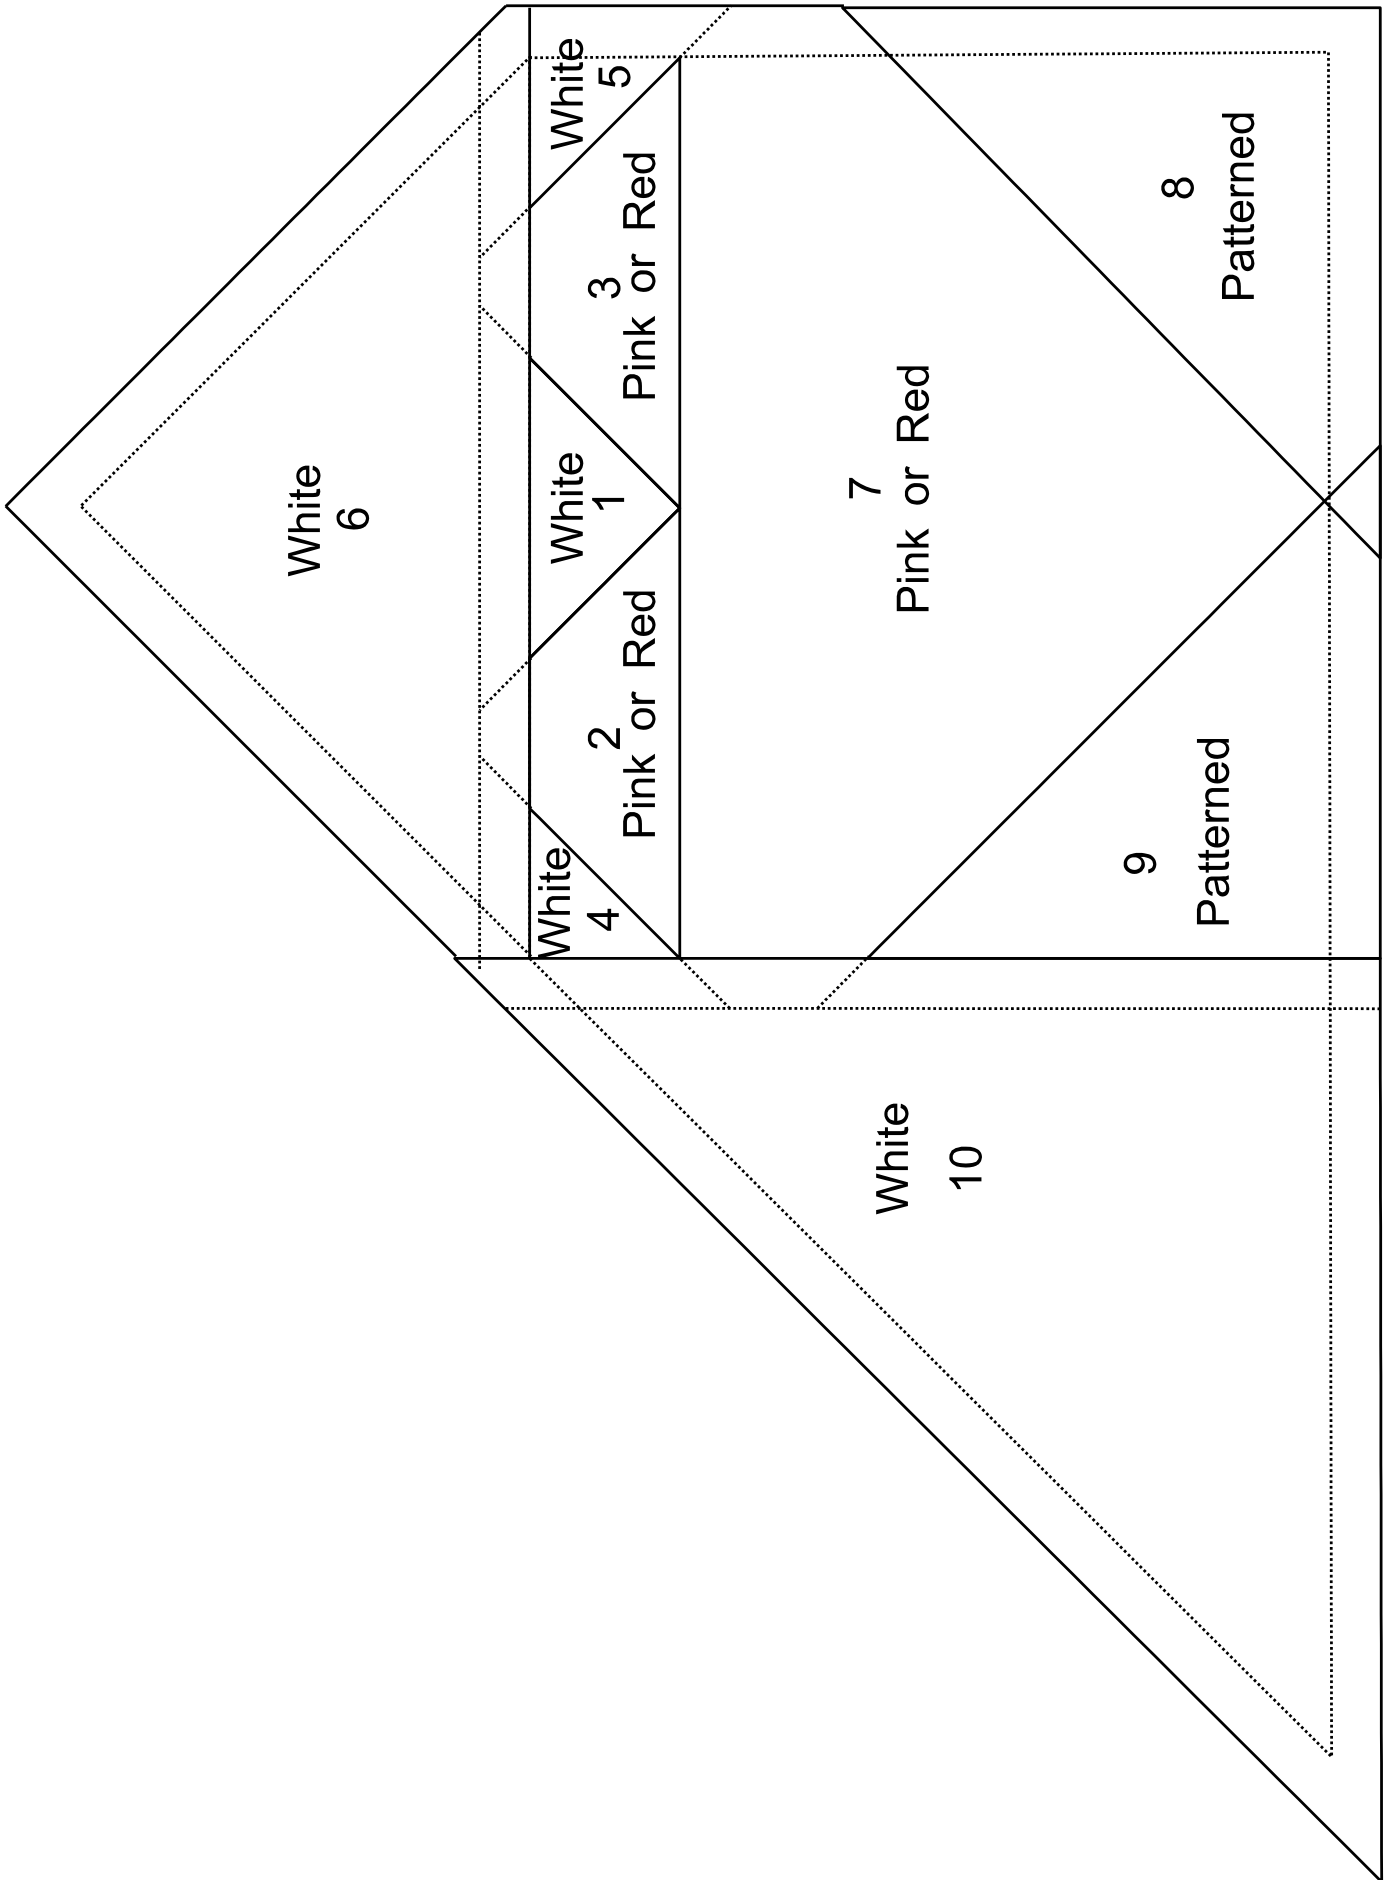 White
6
White
5
3
Pink or Red
White
1
2
Pink or Red
White
4
7
Pink or Red
8
Patterned
9
Patterned
White
10